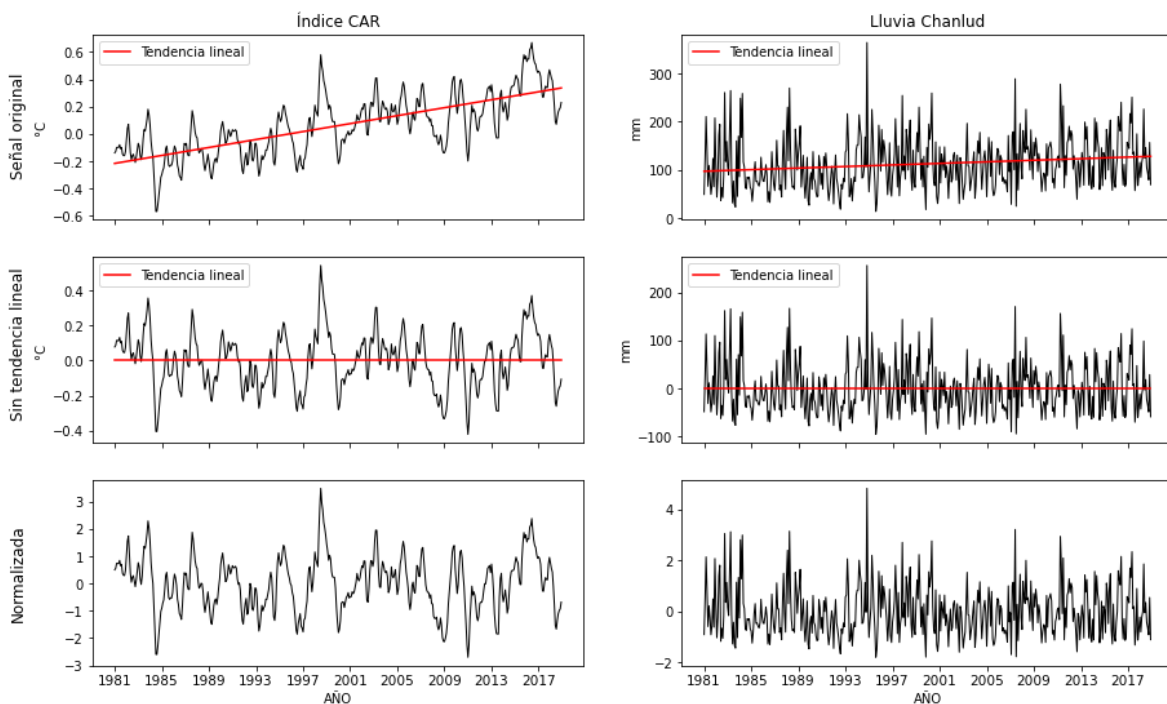 Índice CAR
Lluvia Chanlud
Señal original
°C
0.6
0.4
0.2
0.0
−0.2
−0.4
−0.6
Tendencia lineal
mm
300
200
100
0
Tendencia lineal
Sin tendencia lineal
°C
0.4
0.2
0.0
−0.2
−0.4
Tendencia lineal
mm
200
100
0
−100
Tendencia lineal
Normalizada
3
2
1
0
−1
−2
−3
1981 1985 1989 1993 1997 2001 2005 2009 2013 2017
AÑO
4
2
0
−2
1981 1985 1989 1993 1997 2001 2005 2009 2013 2017
AÑO